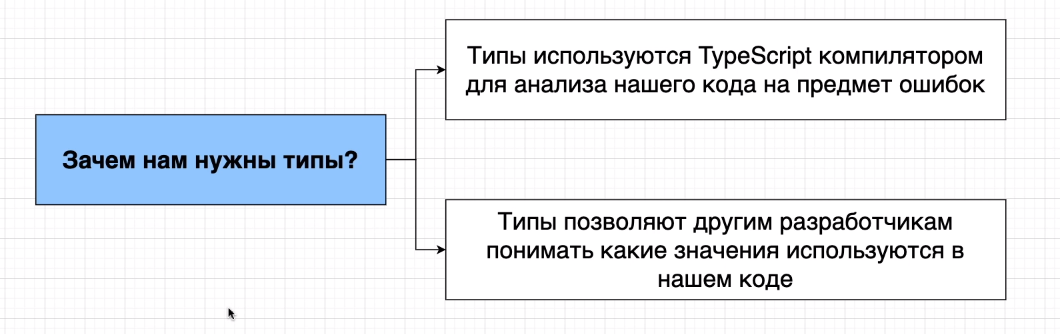 Типы используются TypeScript компилятором
для анализа нашего кода на предмет ошибок
Зачем нам нужны типы?
Типы позволяют другим разработчикам
понимать какие значения используются в
нашем коде